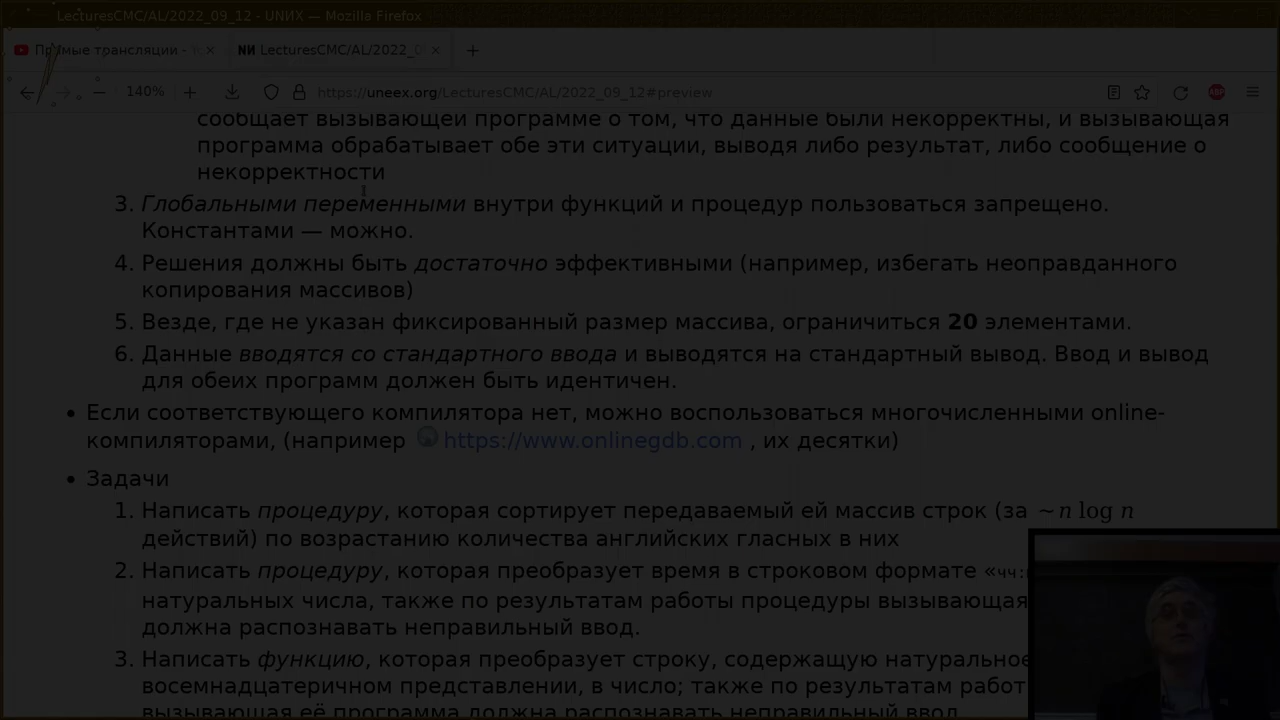 LecturesCMC/AL/2022_09_12 - UNИX — Mozilla Firefox
Прямые трансляции -
LecturesCMC/AL/2022_0
140%
https://uneex.org/LecturesCMC/AL/2022_09_12#preview
ABP
сообщает вызывающей программе о том, что данные были некорректны, и вызывающая
программа обрабатывает обе эти ситуации, выводя либо результат, либо сообщение о
некорректности
3. Глобальными переменными внутри функций и процедур пользоваться запрещено.
Константами — можно.
4. Решения должны быть достаточно эффективными (например, избегать неоправданного
копирования массивов)
5. Везде, где не указан фиксированный размер массива, ограничиться 20 элементами.
6. Данные вводятся со стандартного ввода и выводятся на стандартный вывод. Ввод и вывод
для обеих программ должен быть идентичен.
• Если соответствующего компилятора нет, можно воспользоваться многочисленными online-
компиляторами, (например https://www.onlinegdb.com , их десятки)
• Задачи
1. Написать процедуру, которая сортирует передаваемый ей массив строк (за ~n log n
действий) по возрастанию количества английских гласных в них
2. Написать процедуру, которая преобразует время в строковом формате «чч:
натуральных числа, также по результатам работы процедуры вызывающая
должна распознавать неправильный ввод.
3. Написать функцию, которая преобразует строку, содержащую натуральное
восемнадцатеричном представлении, в число; также по результатам работ
вызывающая её программа должна распознавать неправильный ввод